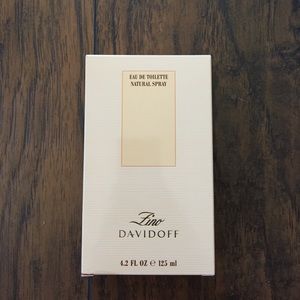 EAU DE TOILETTE
NATURAL SPRAY
Zino
DAVIDOFF
4.2 FL OZ e 125 ml